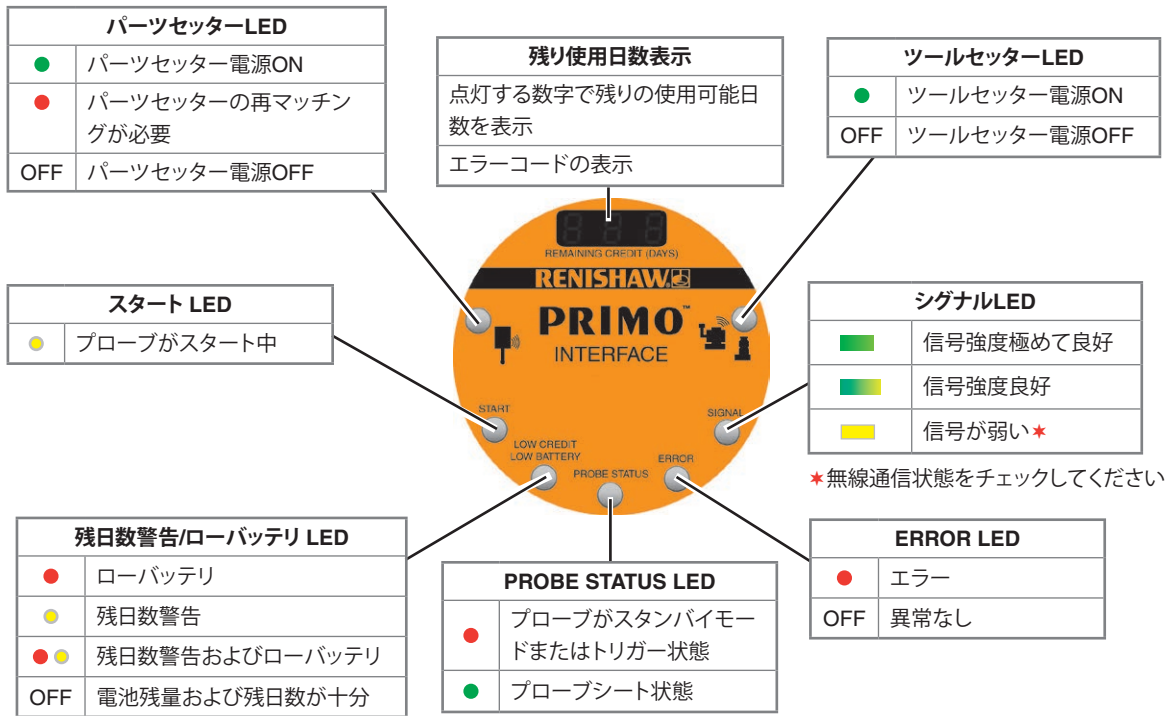 パーツセッターLED
パーツセッター電源ON
パーツセッターの再マッチン
グが必要
OFF パーツセッター電源OFF
残り使用日数表示
点灯する数字で残りの使用可能日
数を表示
エラーコードの表示
ツールセッターLED
ツールセッター電源ON
OFF ツールセッター電源OFF
スタート LED
プローブがスタート中
888
REMAINING CREDIT (DAYS)
RENISHAW
PRIMO™
INTERFACE
START
LOW CREDIT
LOW BATTERY
PROBE STATUS
ERROR
SIGNAL
シグナルLED
信号強度極めて良好
信号強度良好
信号が弱い★
★無線通信状態をチェックしてください
残日数警告/ローバッテリ LED
ローバッテリ
残日数警告
残日数警告およびローバッテリ
OFF 電池残量および残日数が十分
PROBE STATUS LED
プローブがスタンバイモー
ドまたはトリガー状態
プローブシート状態
ERROR LED
エラー
OFF 異常なし